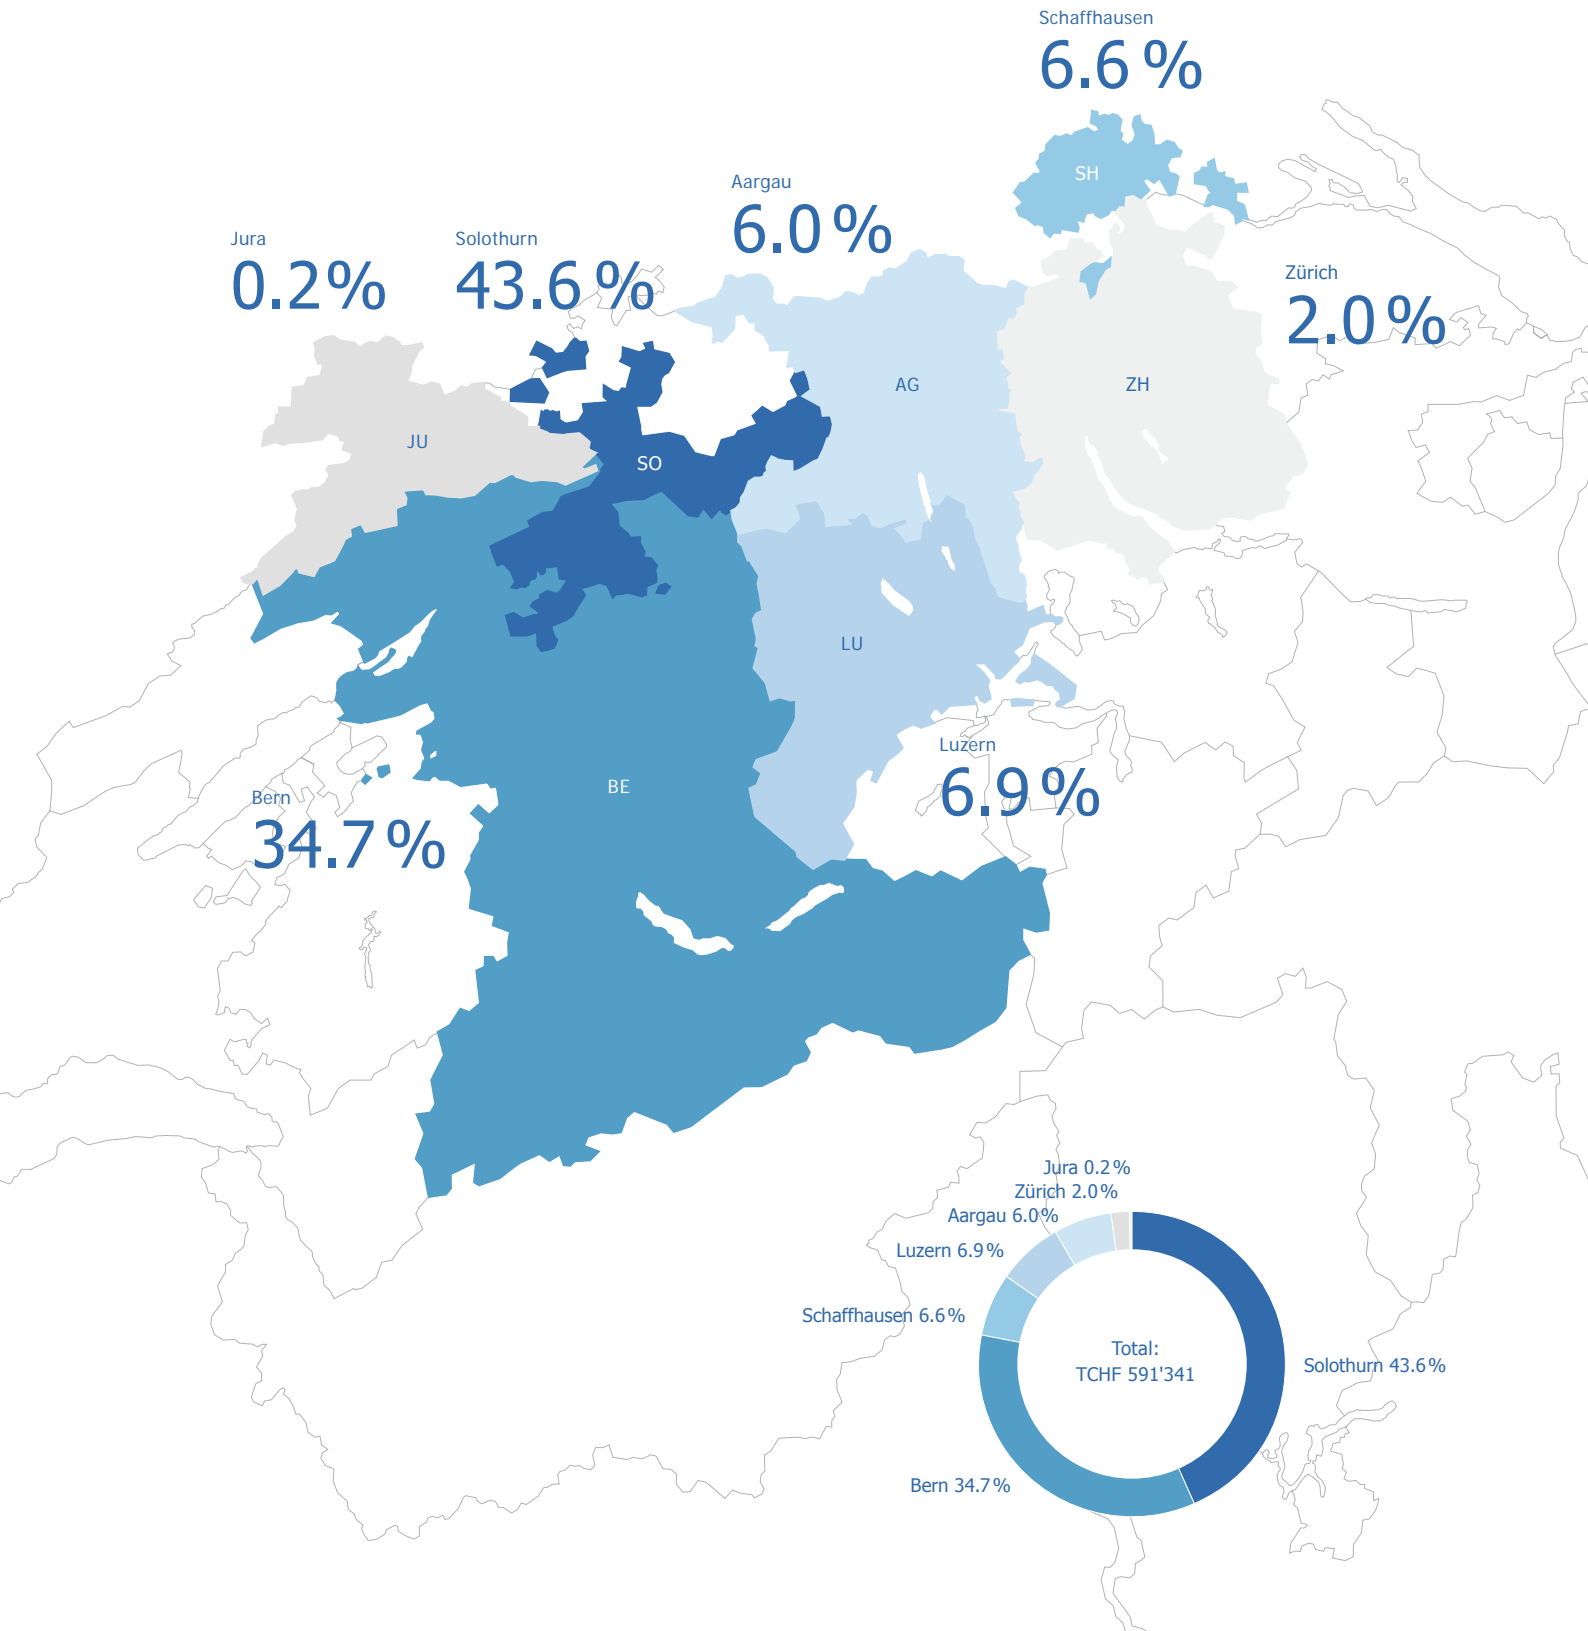 Schaffhausen
6.6 %
Aargau
6.0 %
Jura
0.2 %
Solothurn
43.6 %
Zürich
2.0 %
SH
AG
ZH
JU
SO
LU
BE
Luzern
6.9 %
Bern
34.7 %
Jura 0.2 %
Zürich 2.0 %
Aargau 6.0 %
Luzern 6.9 %
Schaffhausen 6.6 %
Total:
TCHF 591'341
Solothurn 43.6 %
Bern 34.7 %